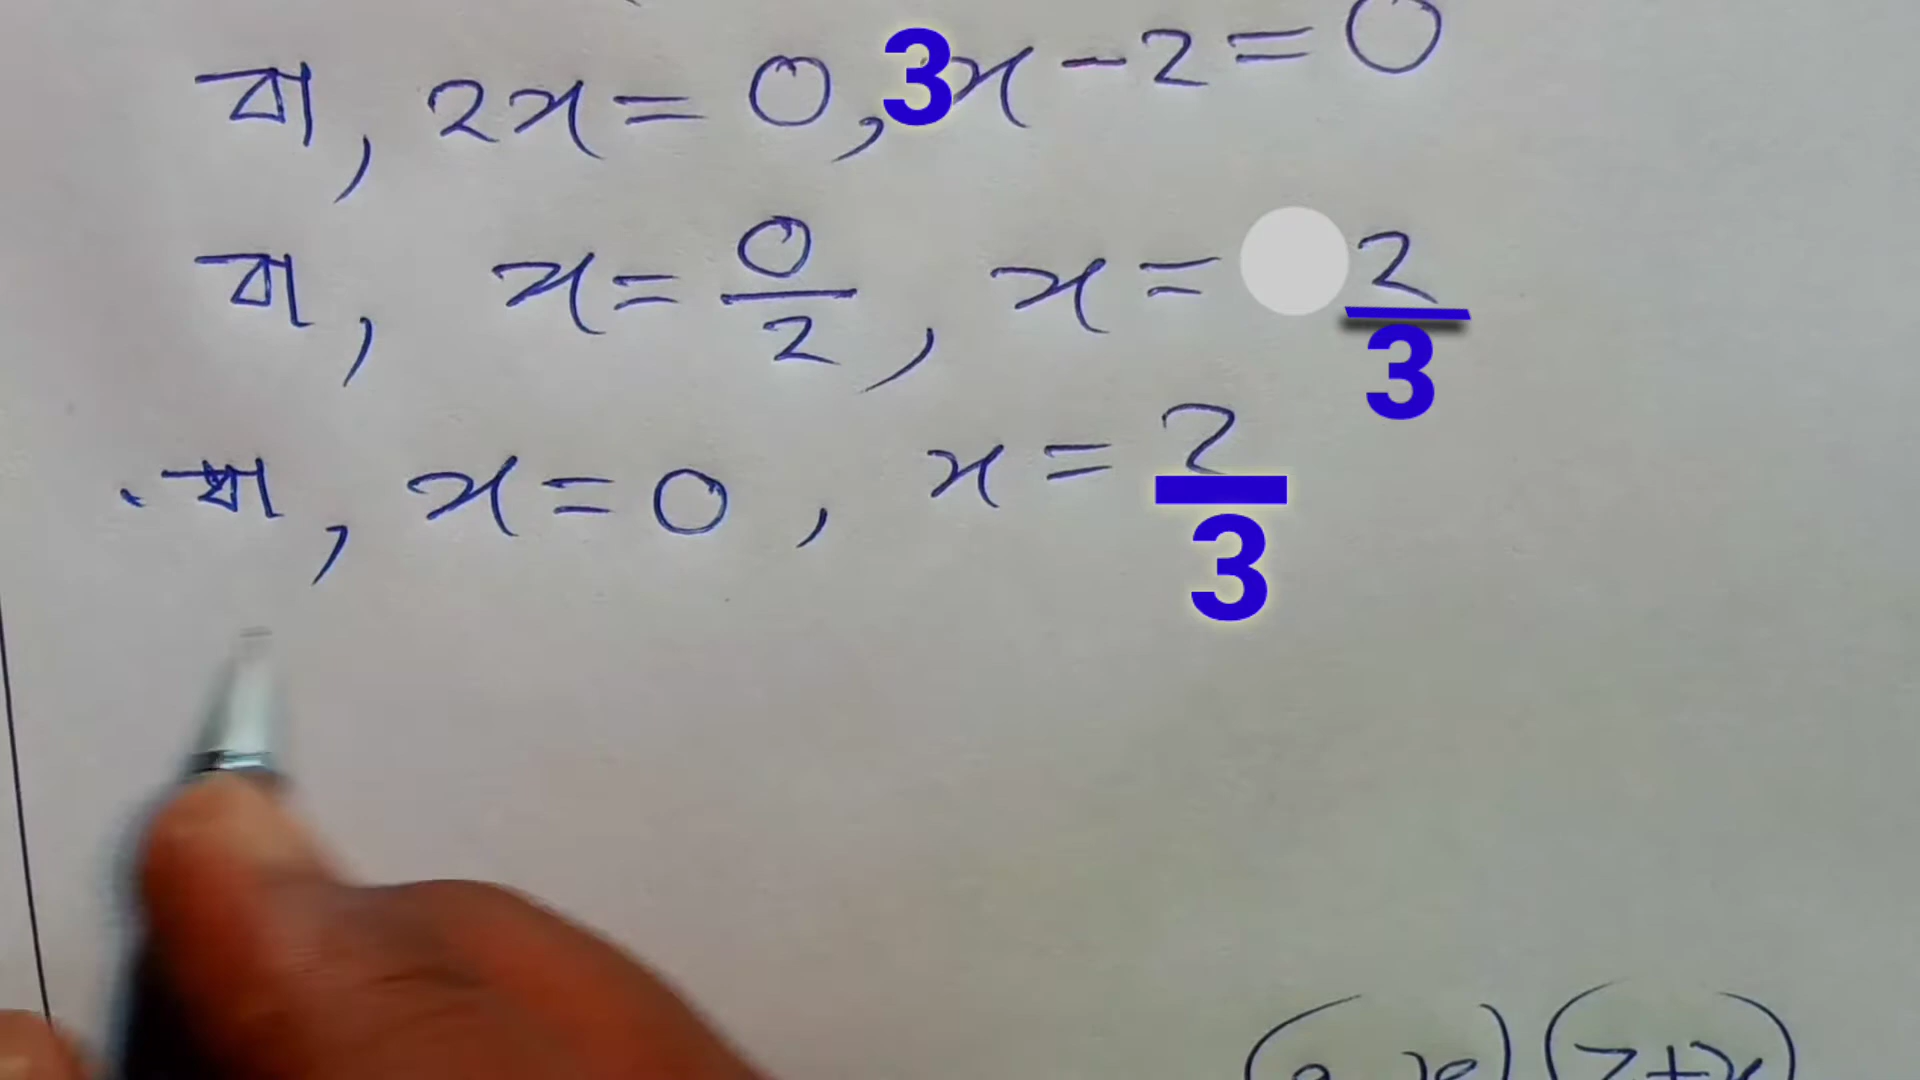 বা, 2x = 0, 3x - 2 = 0
বা, x = 0/2, x = 2/3
বা, x = 0, x = 2/3